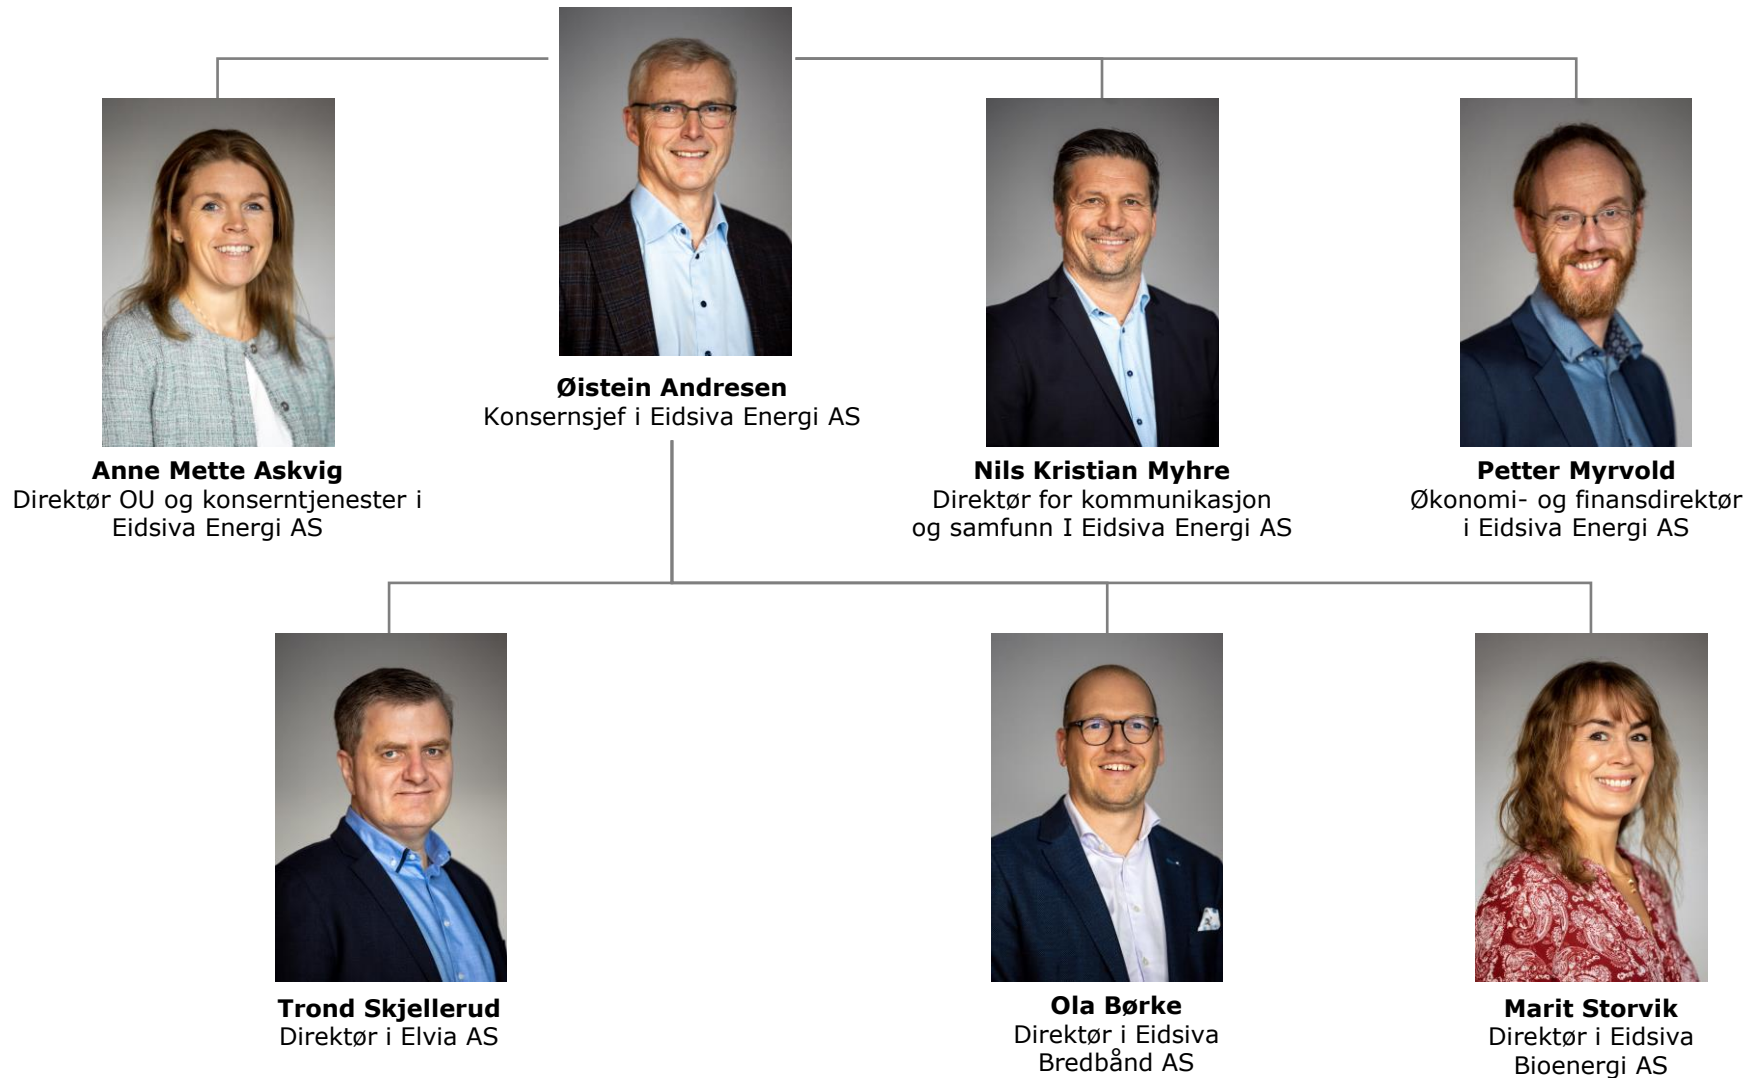 Øistein Andresen
Konsernsjef i Eidsiva Energi AS
Anne Mette Askvig
Direktør OU og konserntjenester i
Eidsiva Energi AS
Nils Kristian Myhre
Direktør for kommunikasjon
og samfunn I Eidsiva Energi AS
Petter Myrvold
Økonomi- og finansdirektør
i Eidsiva Energi AS
Trond Skjellerud
Direktør i Elvia AS
Ola Børke
Direktør i Eidsiva
Bredbånd AS
Marit Storvik
Direktør i Eidsiva
Bioenergi AS